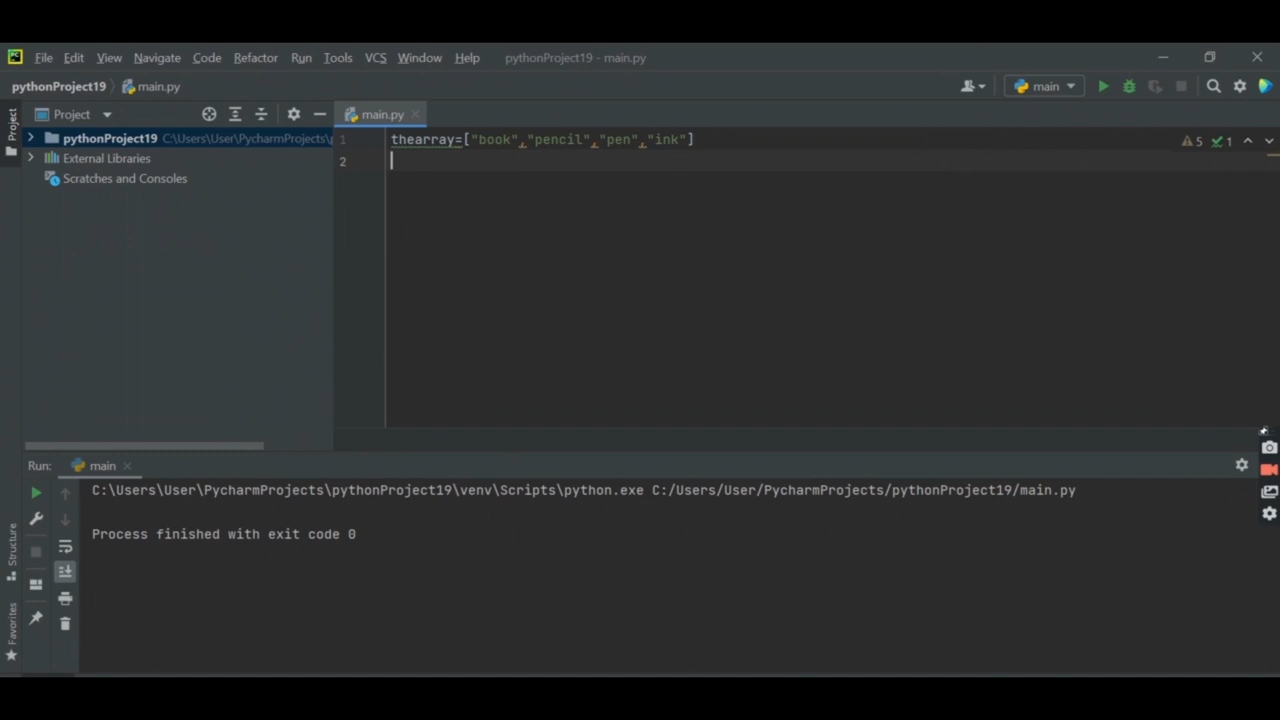 File Edit View Navigate Code Refactor Run Tools VCS Window Help pythonProject19 - main.py
pythonProject19 main.py main
Project main.py
Project
pythonProject19 C:\Users\User\PycharmProjects\
External Libraries
Scratches and Consoles
1 thearray=["book","pencil","pen","ink"] 5 1
2
Run: main
C:\Users\User\PycharmProjects\pythonProject19\venv\Scripts\python.exe C:/Users/User/PycharmProjects/pythonProject19/main.py
Process finished with exit code 0
Structure
Favorites